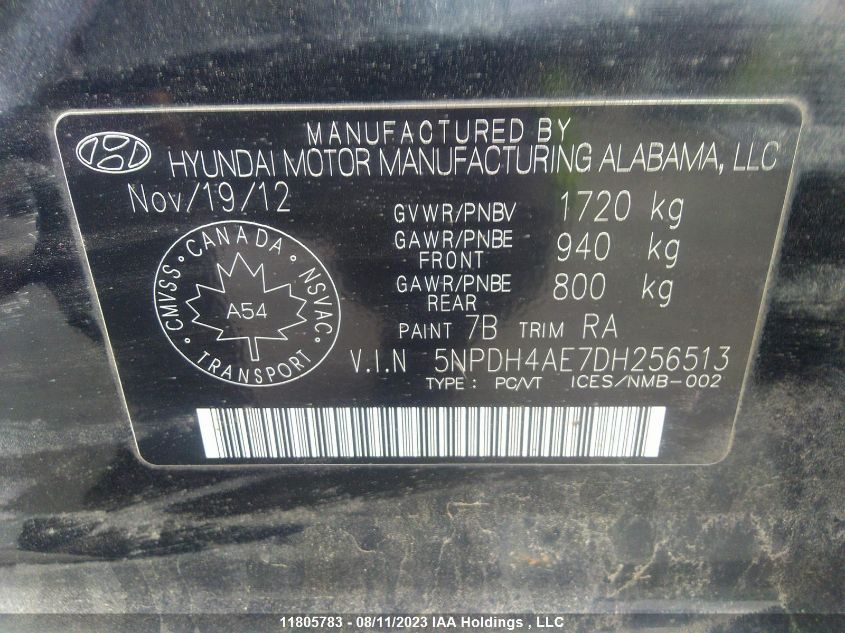 MANUFACTURED BY
HYUNDAI MOTOR MANUFACTURING ALABAMA, LLC
Nov/19/12
GVWR/PNBV 1720 kg
GAWR/PNBE FRONT 940 kg
GAWR/PNBE REAR 800 kg
PAINT 7B TRIM RA
CANADA • NSVAC • TRANSPORT • CMVSS •
A54
V.I.N 5NPDH4AE7DH256513
TYPE : PC/VT ICES/NMB-002
11805783 - 08/11/2023 IAA Holdings , LLC